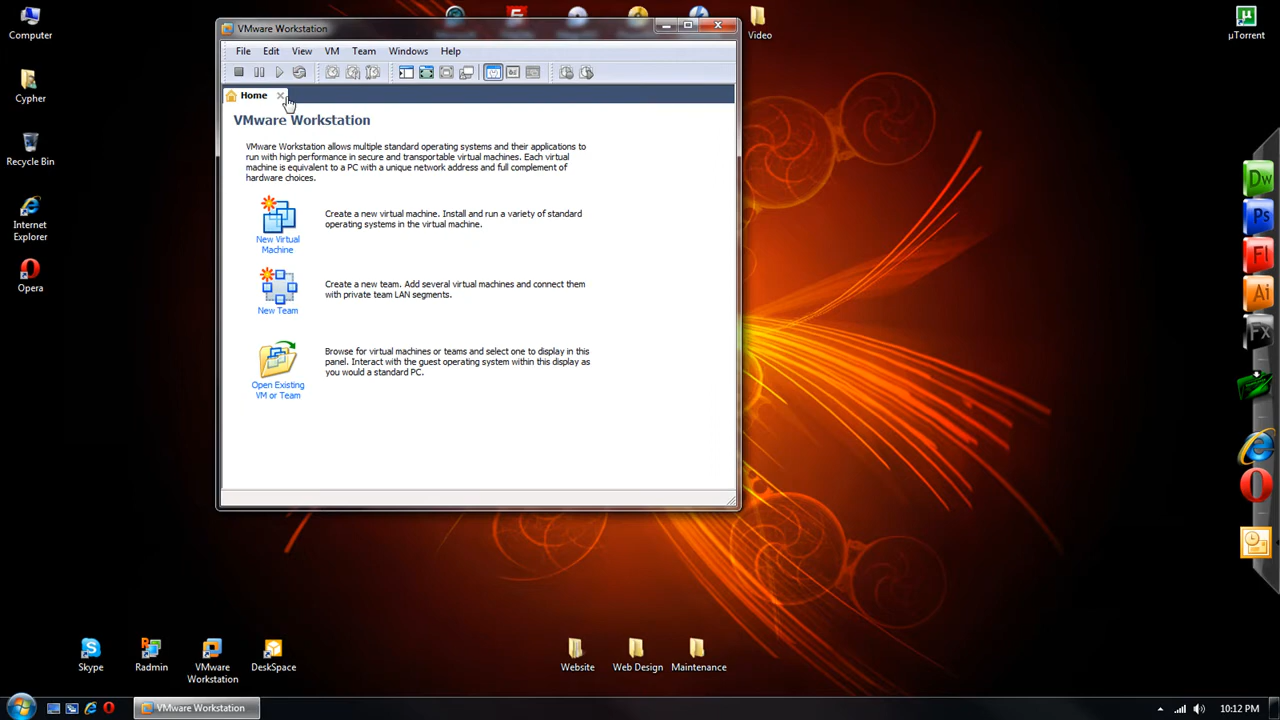 VMware Workstation
File Edit View VM Team Windows Help
Home
VMware Workstation
VMware Workstation allows multiple standard operating systems and their applications to
run with high performance in secure and transportable virtual machines. Each virtual
machine is equivalent to a PC with a unique network address and full complement of
hardware choices.
New Virtual
Machine
Create a new virtual machine. Install and run a variety of standard
operating systems in the virtual machine.
New Team
Create a new team. Add several virtual machines and connect them
with private team LAN segments.
Open Existing
VM or Team
Browse for virtual machines or teams and select one to display in this
panel. Interact with the guest operating system within this display as
you would a standard PC.
Computer
Cypher
Recycle Bin
Internet
Explorer
Opera
Video
µTorrent
Dw
Ps
Fl
Ai
Fx
Skype
Radmin
VMware
Workstation
DeskSpace
Website
Web Design
Maintenance
VMware Workstation
10:12 PM